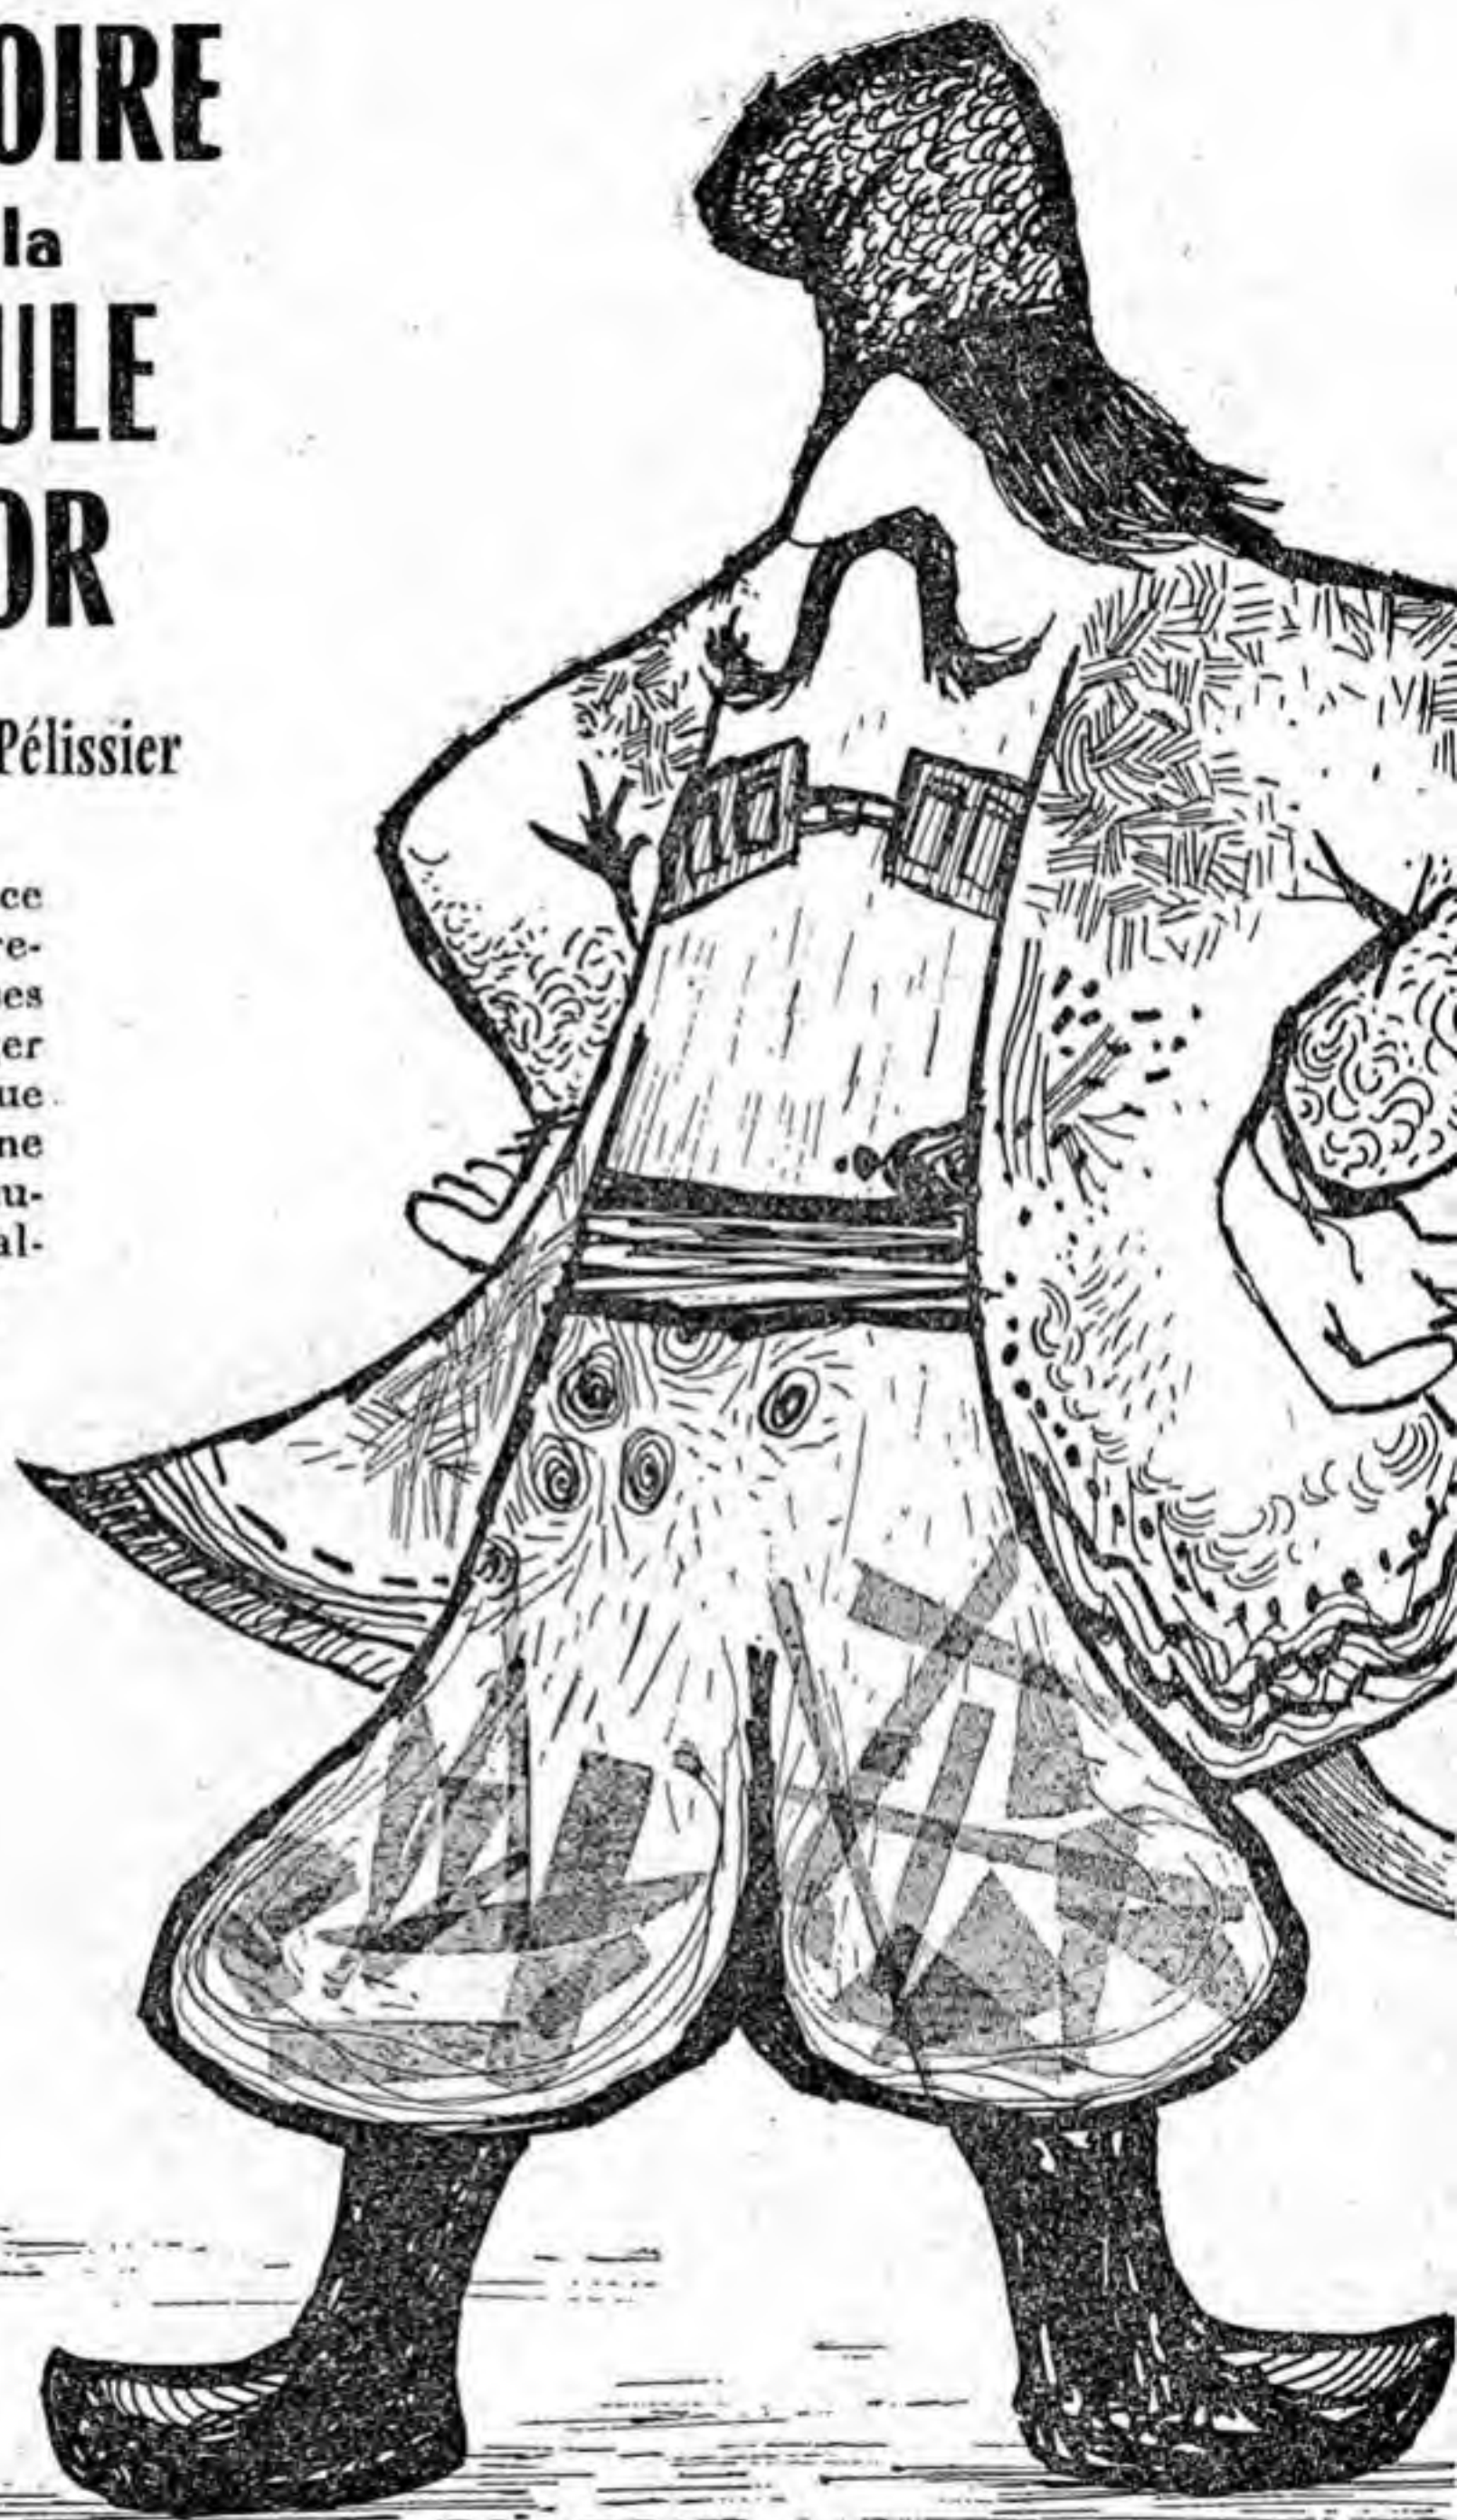 OIRE
la
ULE
OR
Pélissier
ce
re-
es
er
ue
ne
u-
al-